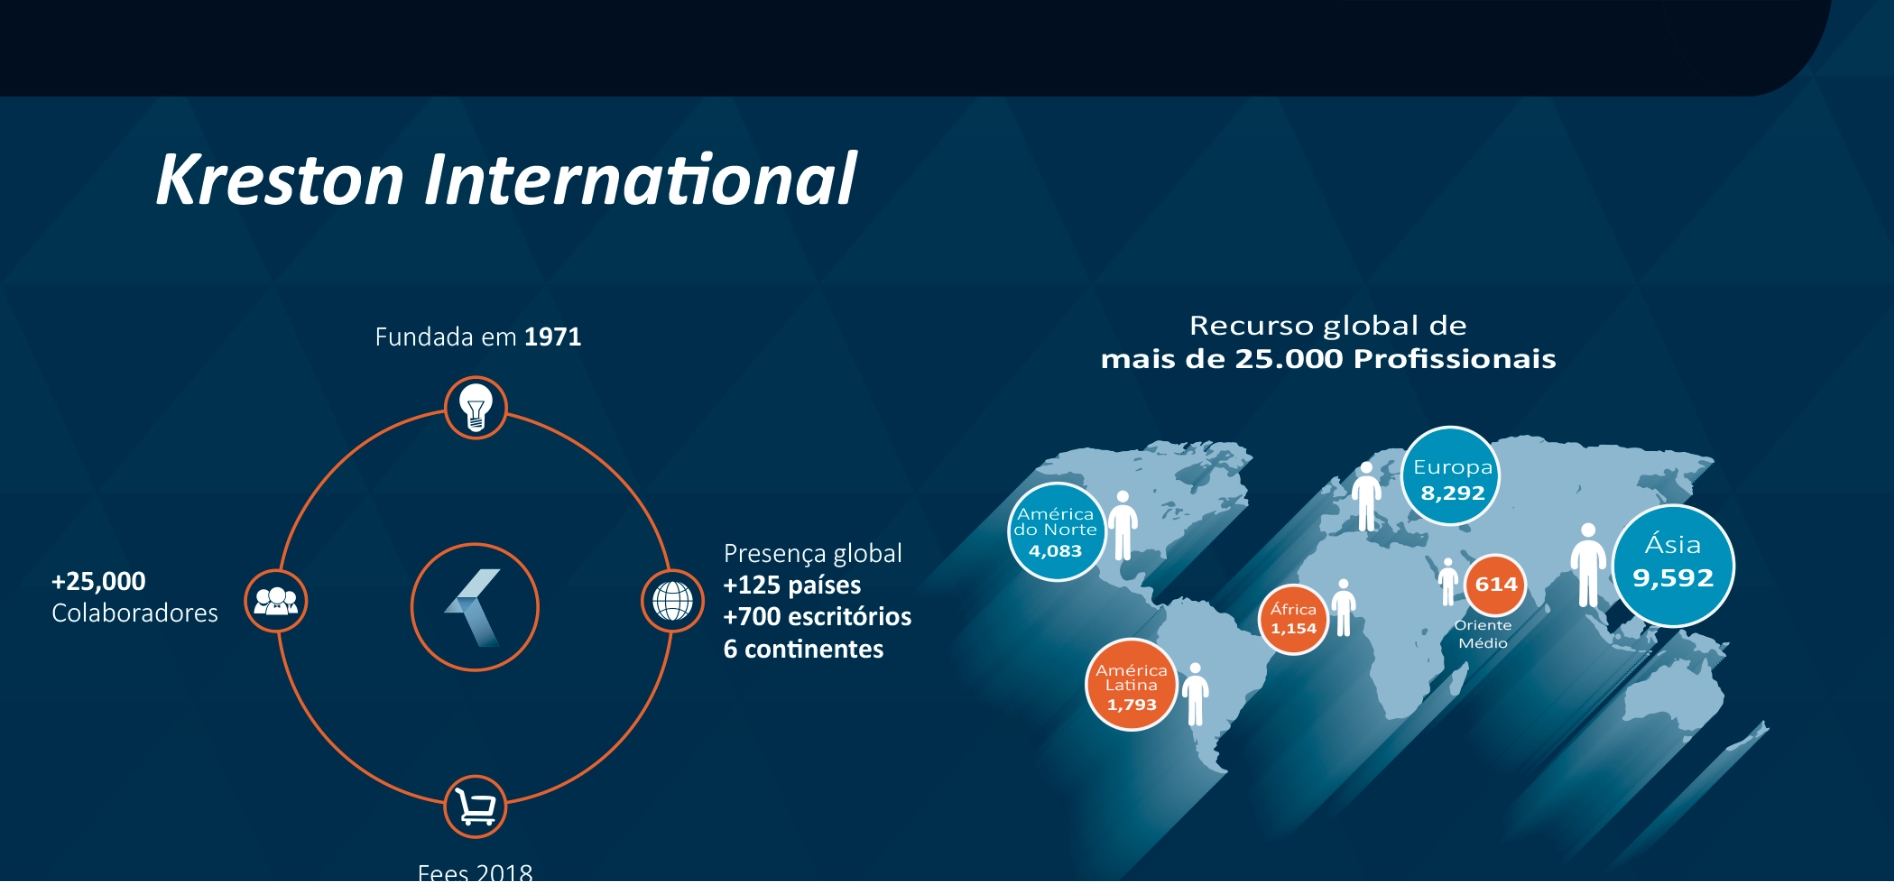 Kreston International
Fundada em 1971
+25,000
Colaboradores
Presença global
+125 países
+700 escritórios
6 continentes
Fees 2018
Recurso global de
mais de 25.000 Profissionais
América
do Norte
4,083
Europa
8,292
Ásia
9,592
614
Oriente
Médio
África
1,154
América
Latina
1,793